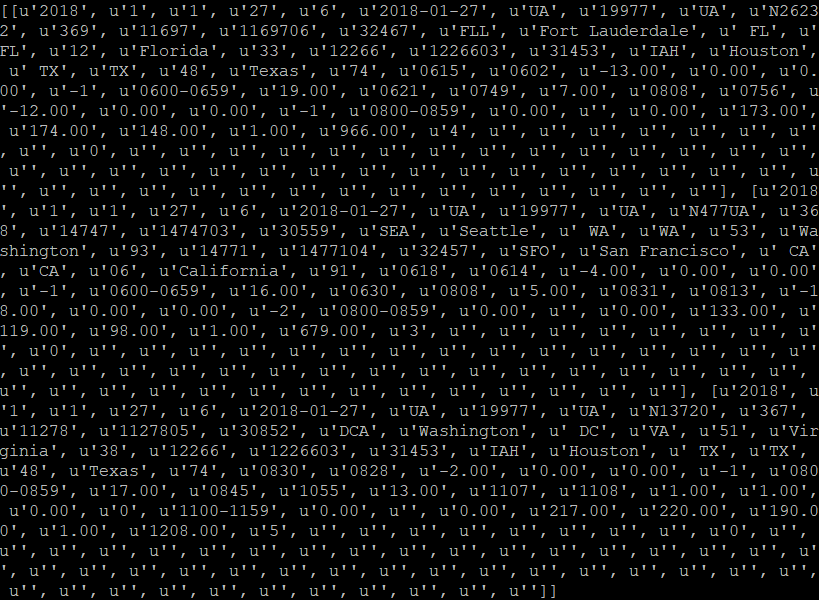 [[u'2018', u'1', u'1', u'27', u'6', u'2018-01-27', u'UA', u'19977', u'UA', u'N2623
2', u'369', u'11697', u'1169706', u'32467', u'FLL', u'Fort Lauderdale', u' FL', u'
FL', u'12', u'Florida', u'33', u'12266', u'1226603', u'31453', u'IAH', u'Houston',
 u' TX', u'TX', u'48', u'Texas', u'74', u'0615', u'0602', u'-13.00', u'0.00', u'0.
00', u'-1', u'0600-0659', u'19.00', u'0621', u'0749', u'7.00', u'0808', u'0756', u
'-12.00', u'0.00', u'0.00', u'-1', u'0800-0859', u'0.00', u'', u'0.00', u'173.00',
 u'174.00', u'148.00', u'1.00', u'966.00', u'4', u'', u'', u'', u'', u'', u'', u''
, u'', u'0', u'', u'', u'', u'', u'', u'', u'', u'', u'', u'', u'', u'', u'', u'',
 u'', u'', u'', u'', u'', u'', u'', u'', u'', u'', u'', u'', u'', u'', u'', u'', u
'', u'', u'', u'', u'', u'', u'', u'', u'', u'', u'', u'', u'', u''], [u'2018
', u'1', u'1', u'27', u'6', u'2018-01-27', u'UA', u'19977', u'UA', u'N477UA', u'36
8', u'14747', u'1474703', u'30559', u'SEA', u'Seattle', u' WA', u'WA', u'53', u'Wa
shington', u'93', u'14771', u'1477104', u'32457', u'SFO', u'San Francisco', u' CA'
, u'CA', u'06', u'California', u'91', u'0618', u'0614', u'-4.00', u'0.00', u'0.00'
, u'-1', u'0600-0659', u'16.00', u'0630', u'0808', u'5.00', u'0831', u'0813', u'-1
8.00', u'0.00', u'0.00', u'-2', u'0800-0859', u'0.00', u'', u'0.00', u'133.00', u'
119.00', u'98.00', u'1.00', u'679.00', u'3', u'', u'', u'', u'', u'', u'', u'', u'
', u'0', u'', u'', u'', u'', u'', u'', u'', u'', u'', u'', u'', u'', u'', u'', u''
, u'', u'', u'', u'', u'', u'', u'', u'', u'', u'', u'', u'', u'', u'', u'', u'',
u'', u'', u'', u'', u'', u'', u'', u'', u'', u'', u'', u'', u''], [u'2018', u
'1', u'1', u'27', u'6', u'2018-01-27', u'UA', u'19977', u'UA', u'N13720', u'367',
u'11278', u'1127805', u'30852', u'DCA', u'Washington', u' DC', u'VA', u'51', u'Vir
ginia', u'38', u'12266', u'1226603', u'31453', u'IAH', u'Houston', u' TX', u'TX',
u'48', u'Texas', u'74', u'0830', u'0828', u'-2.00', u'0.00', u'0.00', u'-1', u'080
0-0859', u'17.00', u'0845', u'1055', u'13.00', u'1107', u'1108', u'1.00', u'1.00',
 u'0.00', u'0', u'1100-1159', u'0.00', u'', u'0.00', u'217.00', u'220.00', u'190.0
0', u'1.00', u'1208.00', u'5', u'', u'', u'', u'', u'', u'', u'', u'', u'0', u'',
u'', u'', u'', u'', u'', u'', u'', u'', u'', u'', u'', u'', u'', u'', u'', u'', u'
', u'', u'', u'', u'', u'', u'', u'', u'', u'', u'', u'', u'', u'', u'', u'', u'',
 u'', u'', u'', u'', u'', u'', u'', u'', u'', u'', u'']]